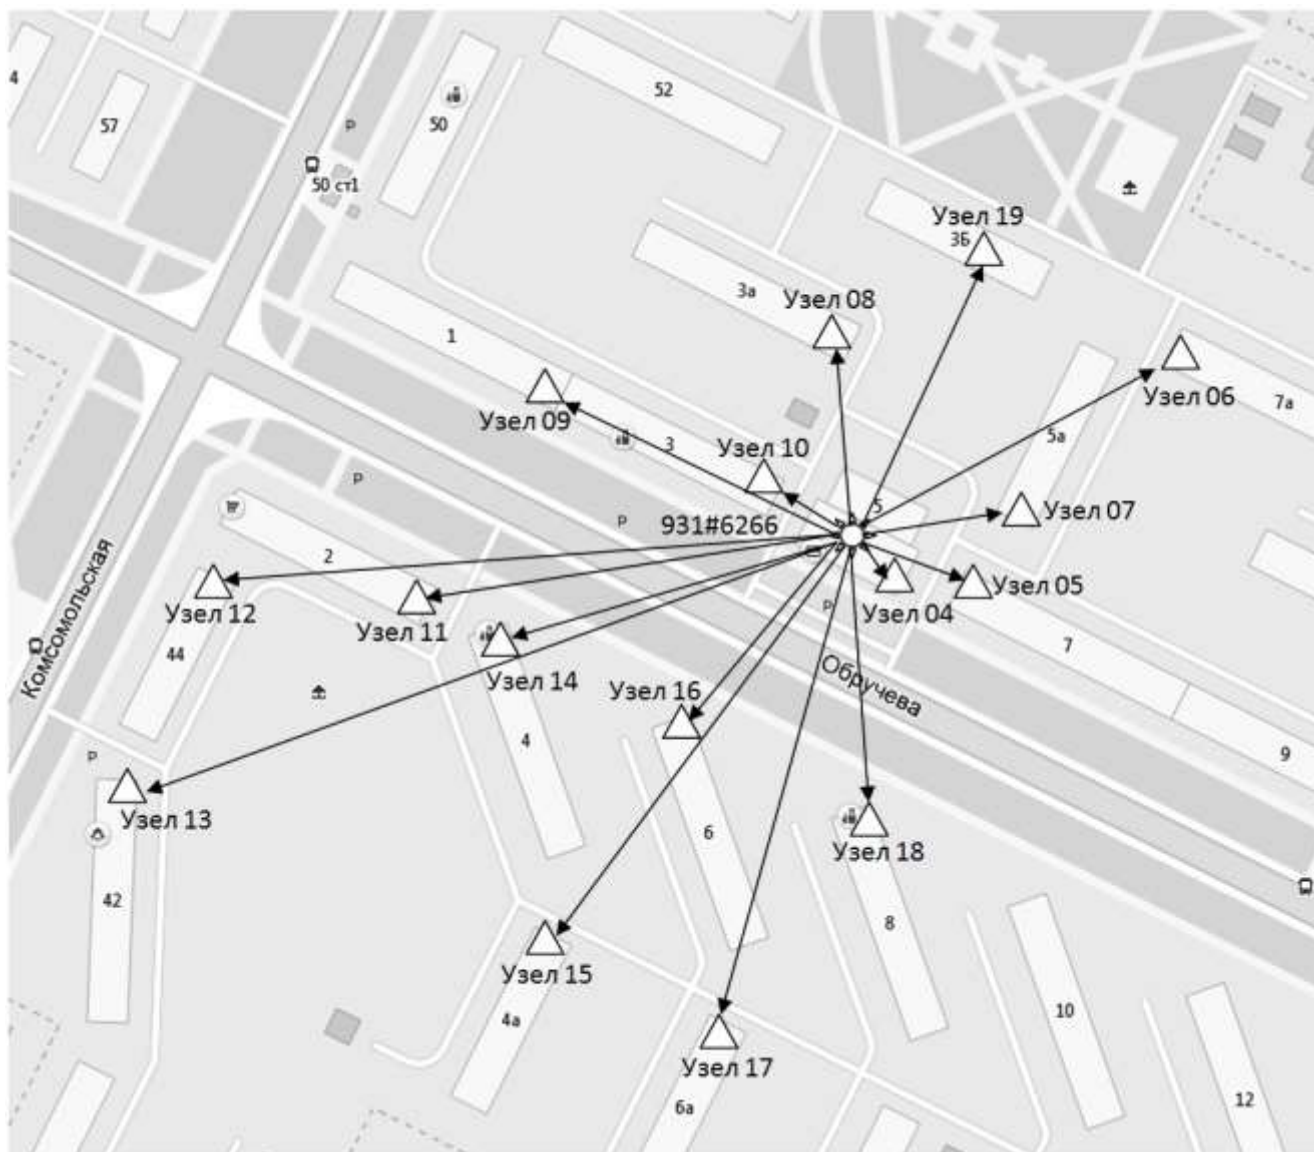 4
57
50
P
50 ст1
52
Узел 19
3Б
3а
Узел 08
1
Узел 09
3
Узел 10
Узел 06
7а
5а
P
P
5
931#6266
Узел 07
2
Узел 12
Узел 11
44
Комсомольская
Узел 04
Узел 05
P
7
Обручева
Узел 14
Узел 16
4
9
P
Узел 13
6
Узел 18
42
8
Узел 15
4а
10
Узел 17
6а
12